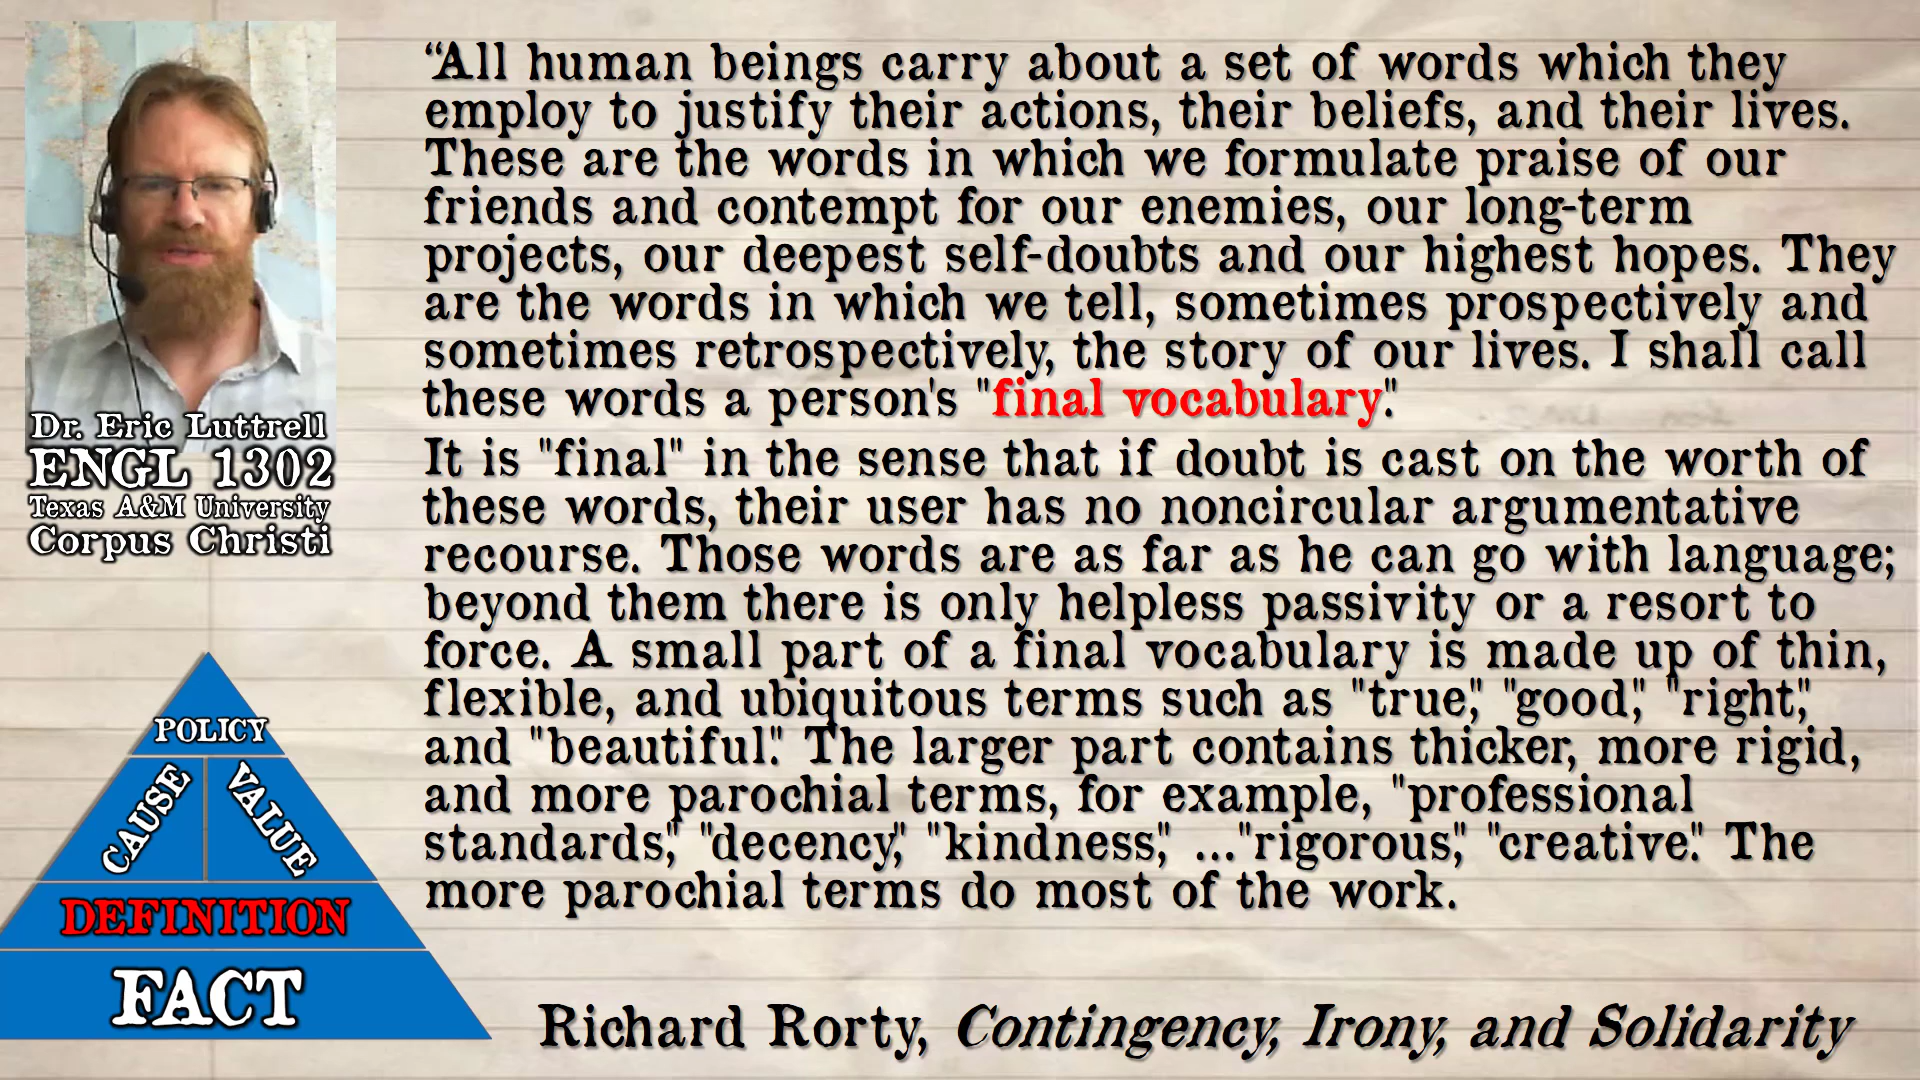 “All human beings carry about a set of words which they
employ to justify their actions, their beliefs, and their lives.
These are the words in which we formulate praise of our
friends and contempt for our enemies, our long-term
projects, our deepest self-doubts and our highest hopes. They
are the words in which we tell, sometimes prospectively and
sometimes retrospectively, the story of our lives. I shall call
these words a person's "final vocabulary".
It is "final" in the sense that if doubt is cast on the worth of
these words, their user has no noncircular argumentative
recourse. Those words are as far as he can go with language;
beyond them there is only helpless passivity or a resort to
force. A small part of a final vocabulary is made up of thin,
flexible, and ubiquitous terms such as "true," "good," "right",
and "beautiful." The larger part contains thicker, more rigid,
and more parochial terms, for example, "professional
standards," "decency," "kindness," ..."rigorous," "creative." The
more parochial terms do most of the work.
Richard Rorty, Contingency, Irony, and Solidarity
Dr. Eric Luttrell
ENGL 1302
Texas A&M University
Corpus Christi
POLICY
CAUSE
VALUE
DEFINITION
FACT